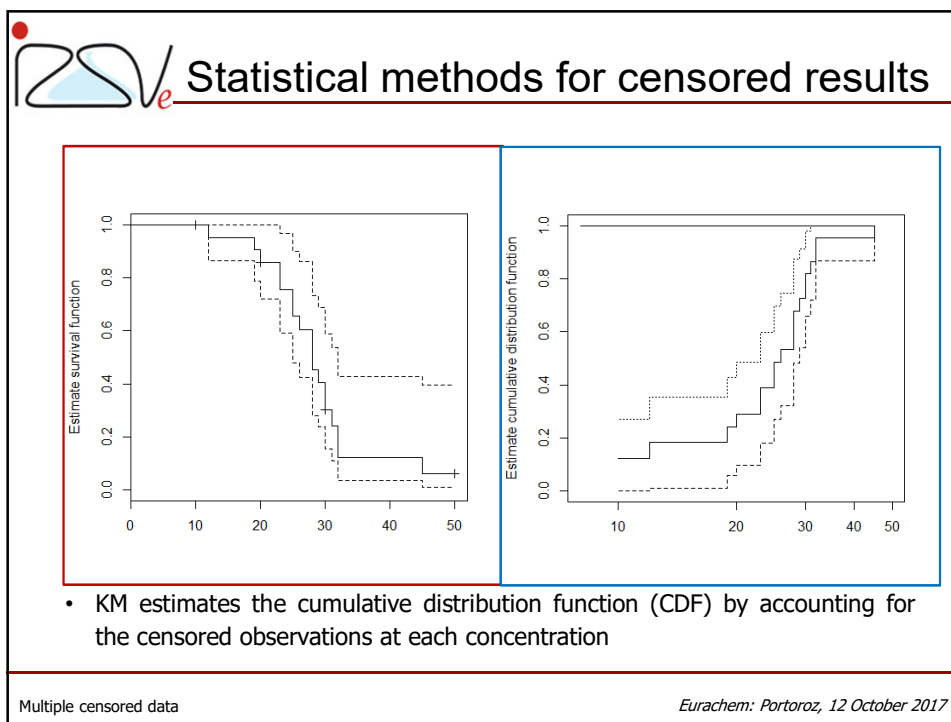 IZSVe
Statistical methods for censored results
Estimate survival function
0.0 0.2 0.4 0.6 0.8 1.0
0 10 20 30 40 50
Estimate cumulative distribution function
0.0 0.2 0.4 0.6 0.8 1.0
10 20 30 40 50
• KM estimates the cumulative distribution function (CDF) by accounting for
the censored observations at each concentration
Multiple censored data
Eurachem: Portoroz, 12 October 2017